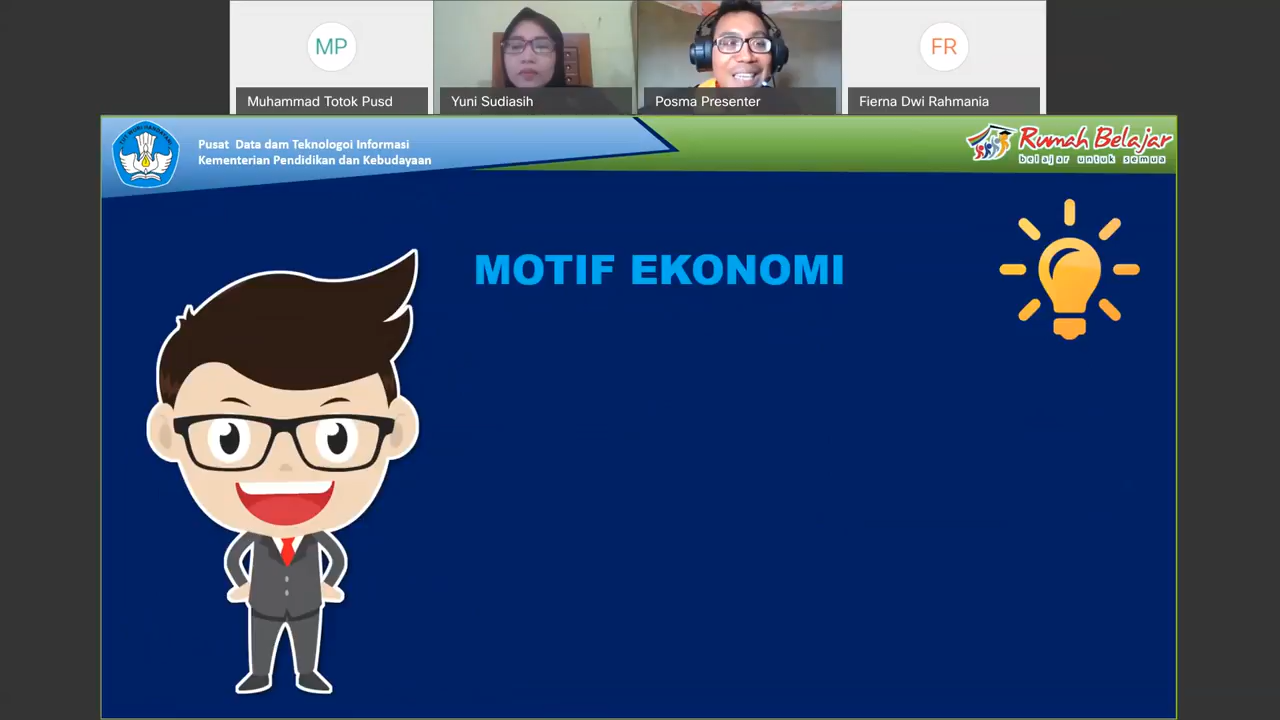 MP
FR
Muhammad Totok Pusd
Yuni Sudiasih
Posma Presenter
Fierna Dwi Rahmania
Pusat Data dam Teknologoi Informasi
Kementerian Pendidikan dan Kebudayaan
Rumah Belajar
belajar untuk semua
MOTIF EKONOMI